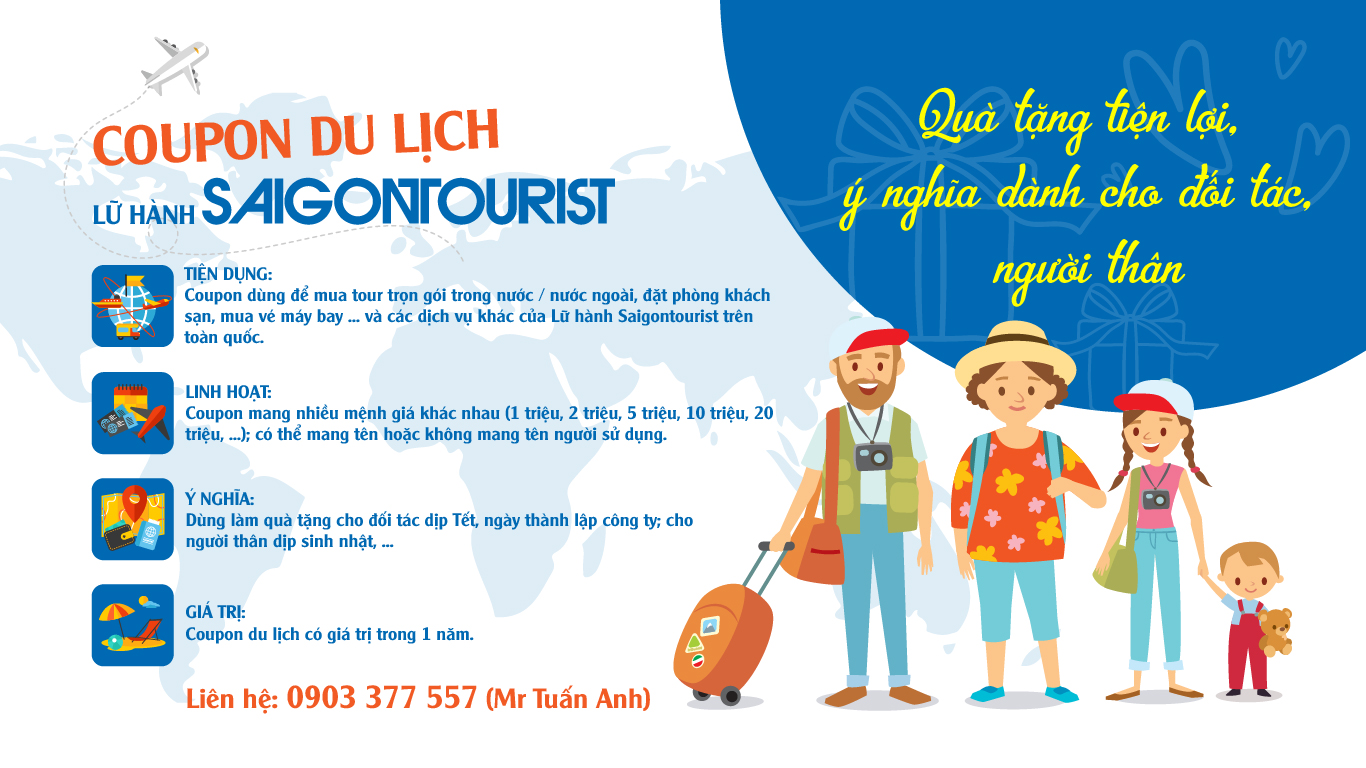 COUPON DU LỊCH
LỮ HÀNH SAIGONTOURIST
TIỆN DỤNG:
Coupon dùng để mua tour trọn gói trong nước / nước ngoài, đặt phòng khách
sạn, mua vé máy bay ... và các dịch vụ khác của Lữ hành Saigontourist trên
toàn quốc.
LINH HOẠT:
Coupon mang nhiều mệnh giá khác nhau (1 triệu, 2 triệu, 5 triệu, 10 triệu, 20
triệu, ...); có thể mang tên hoặc không mang tên người sử dụng.
Ý NGHĨA:
Dùng làm quà tặng cho đối tác dịp Tết, ngày thành lập công ty; cho
người thân dịp sinh nhật, ...
GIÁ TRỊ:
Coupon du lịch có giá trị trong 1 năm.
Liên hệ: 0903 377 557 (Mr Tuấn Anh)
Quà tặng tiện lợi,
ý nghĩa dành cho đối tác,
người thân